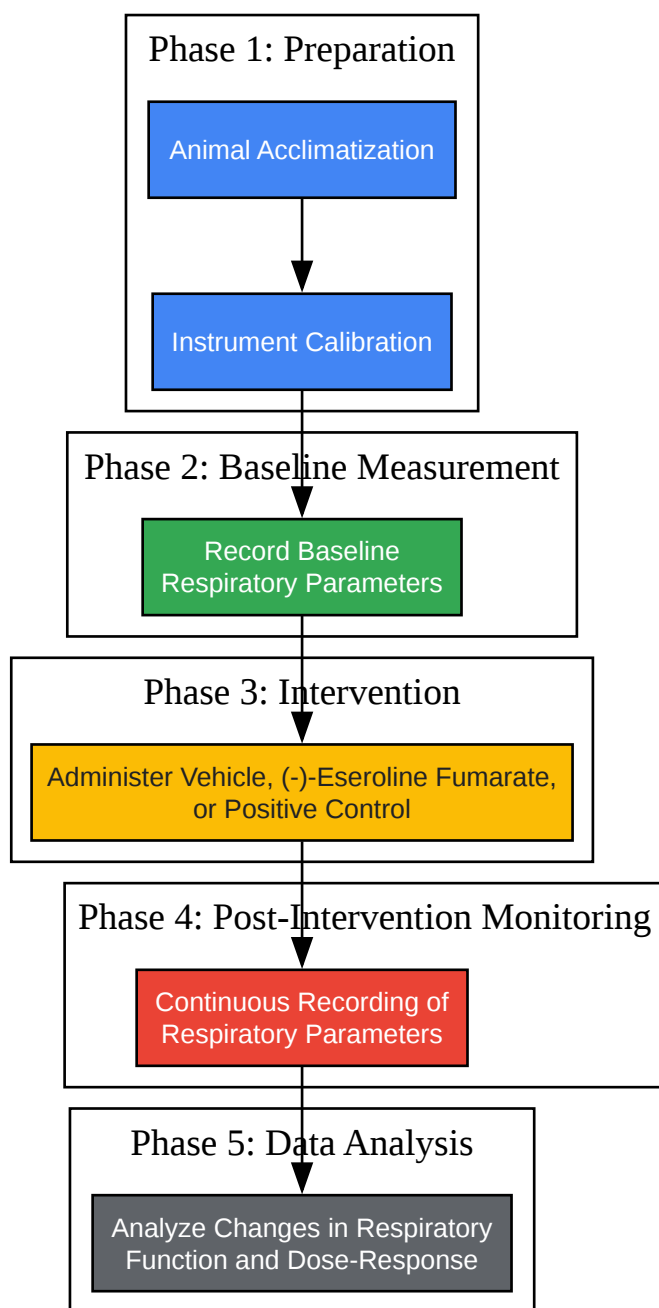 Phase 1: Preparation
Animal Acclimatization
Instrument Calibration
Phase 2: Baseline Measurement
Record Baseline
Respiratory Parameters
Phase 3: Intervention
Administer Vehicle, (-)-Eseroline Fumarate,
or Positive Control
Phase 4: Post-Intervention Monitoring
Continuous Recording of
Respiratory Parameters
Phase 5: Data Analysis
Analyze Changes in Respiratory
Function and Dose-Response